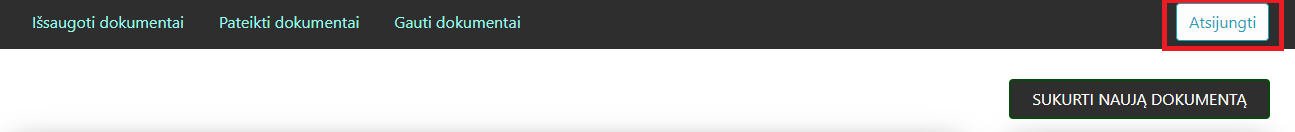 Išsaugoti dokumentai Pateikti dokumentai Gauti dokumentai Atsijungti
SUKURTI NAUJĄ DOKUMENTĄ